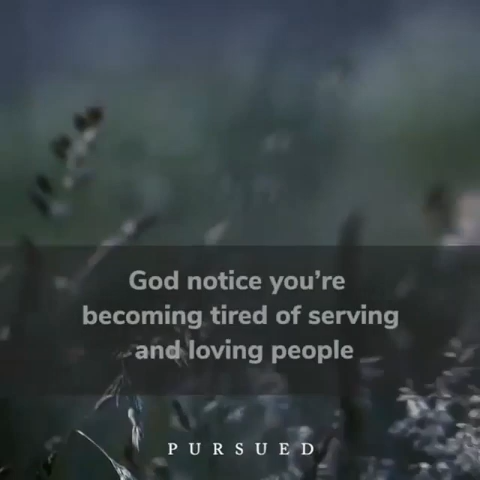 God notice you’re
becoming tired of serving
and loving people
PURSUED